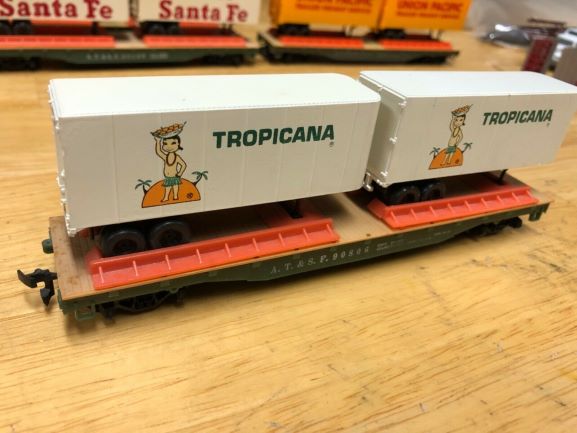 Santa Fe
Santa Fe
UNION PACIFIC
UNION PACIFIC
TROPICANA
®
TROPICANA
®
A.T.&S.F. 90806